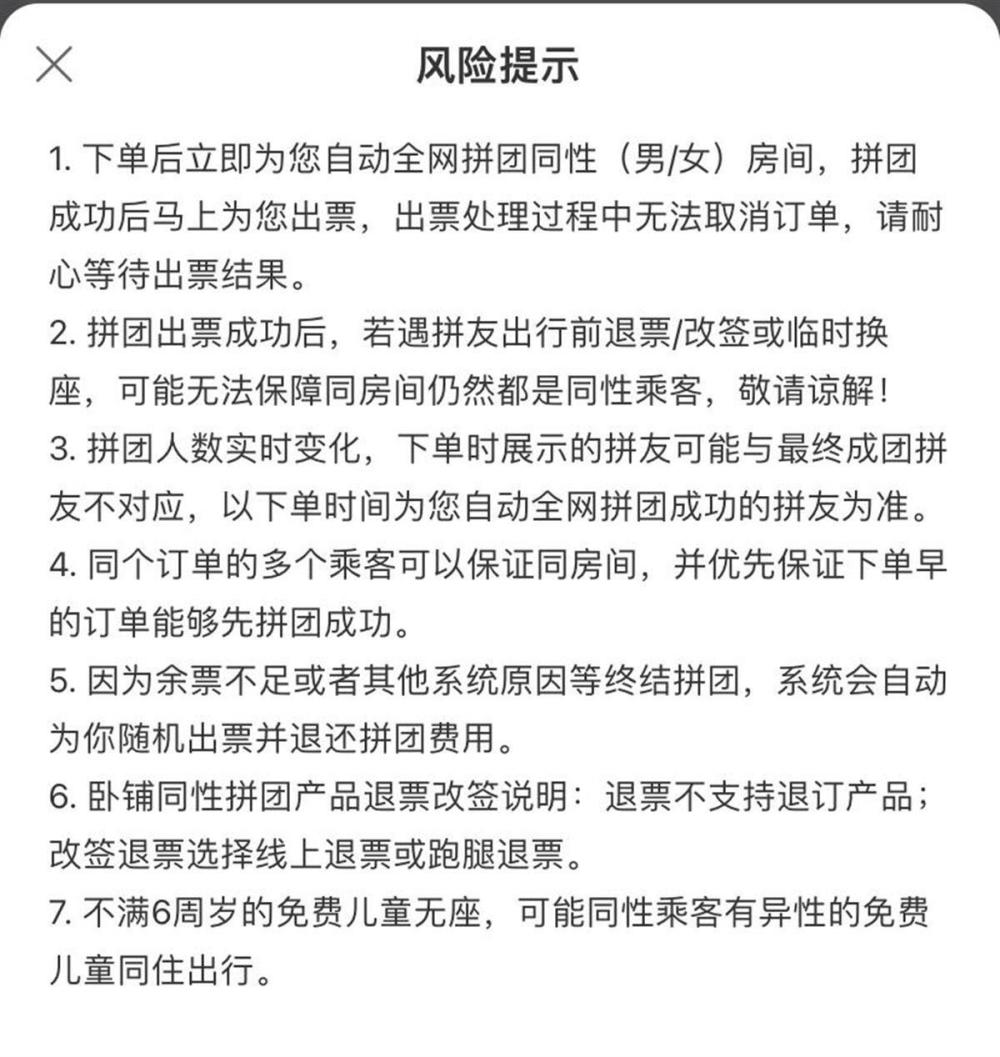 风险提示
1. 下单后立即为您自动全网拼团同性（男/女）房间，拼团
成功后马上为您出票，出票处理过程中无法取消订单，请耐
心等待出票结果。
2. 拼团出票成功后，若遇拼友出行前退票/改签或临时换
座，可能无法保障同房间仍然都是同性乘客，敬请谅解！
3. 拼团人数实时变化，下单时展示的拼友可能与最终成团拼
友不对应，以下单时间为您自动全网拼团成功的拼友为准。
4. 同个订单的多个乘客可以保证同房间，并优先保证下单早
的订单能够先拼团成功。
5. 因为余票不足或者其他系统原因等终结拼团，系统会自动
为你随机出票并退还拼团费用。
6. 卧铺同性拼团产品退票改签说明：退票不支持退订产品；
改签退票选择线上退票或跑腿退票。
7. 不满6周岁的免费儿童无座，可能同性乘客有异性的免费
儿童同住出行。